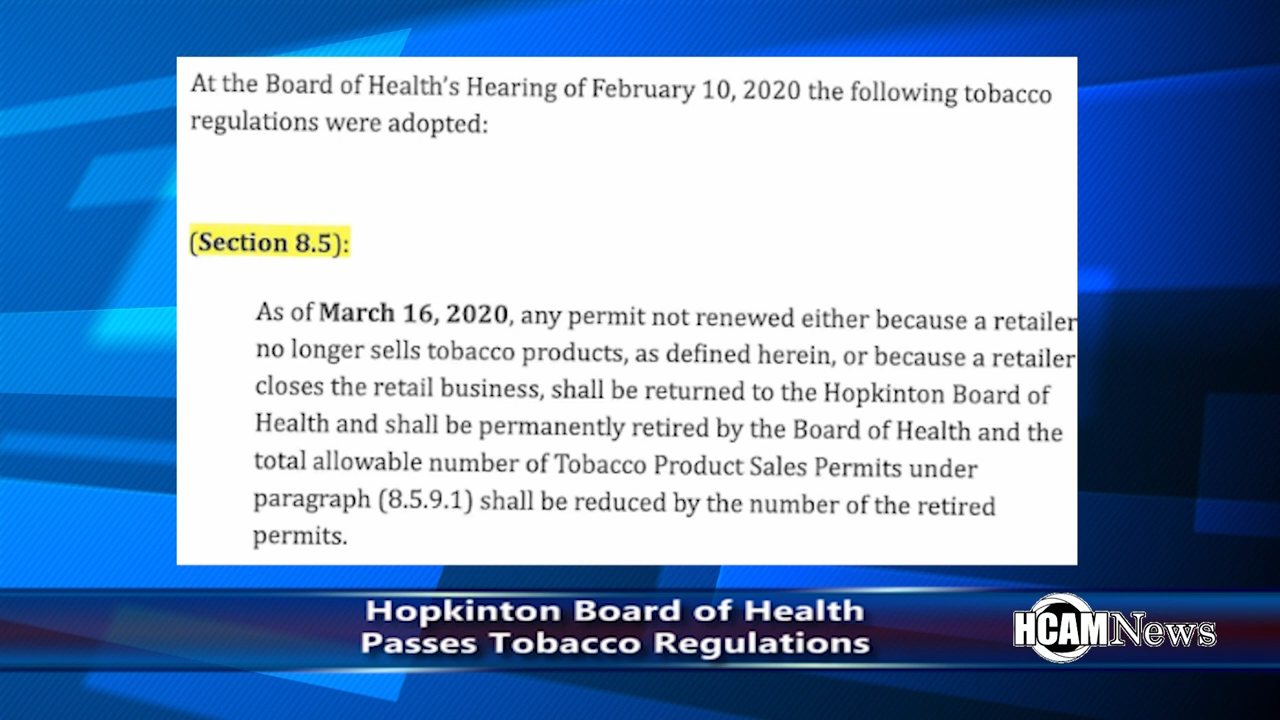 At the Board of Health's Hearing of February 10, 2020 the following tobacco
regulations were adopted:
(Section 8.5):
As of March 16, 2020, any permit not renewed either because a retailer
no longer sells tobacco products, as defined herein, or because a retailer
closes the retail business, shall be returned to the Hopkinton Board of
Health and shall be permanently retired by the Board of Health and the
total allowable number of Tobacco Product Sales Permits under
paragraph (8.5.9.1) shall be reduced by the number of the retired
permits.
Hopkinton Board of Health
Passes Tobacco Regulations
HCAM News